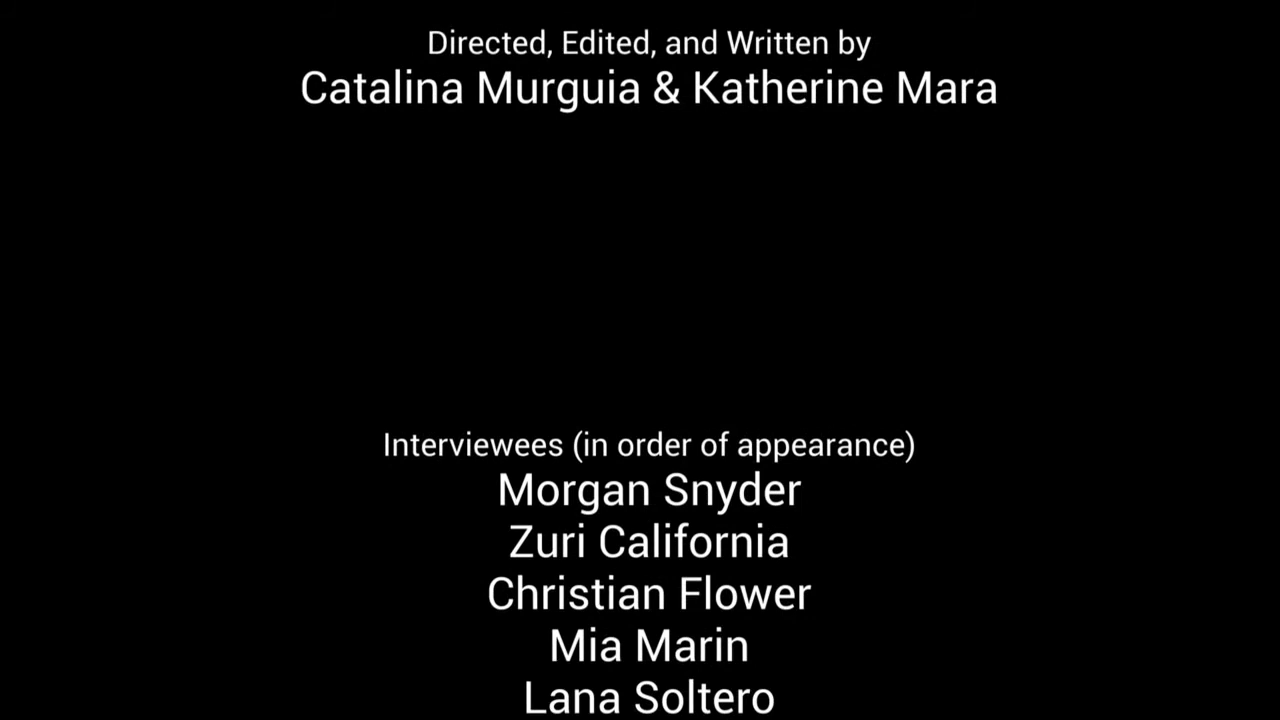 Directed, Edited, and Written by
Catalina Murguia & Katherine Mara
Interviewees (in order of appearance)
Morgan Snyder
Zuri California
Christian Flower
Mia Marin
Lana Soltero